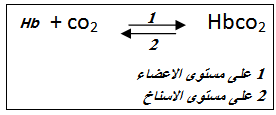 Hb + co₂ 1 Hbco₂
2
1 على مستوى الاعضاء
2 على مستوى الاسناخ